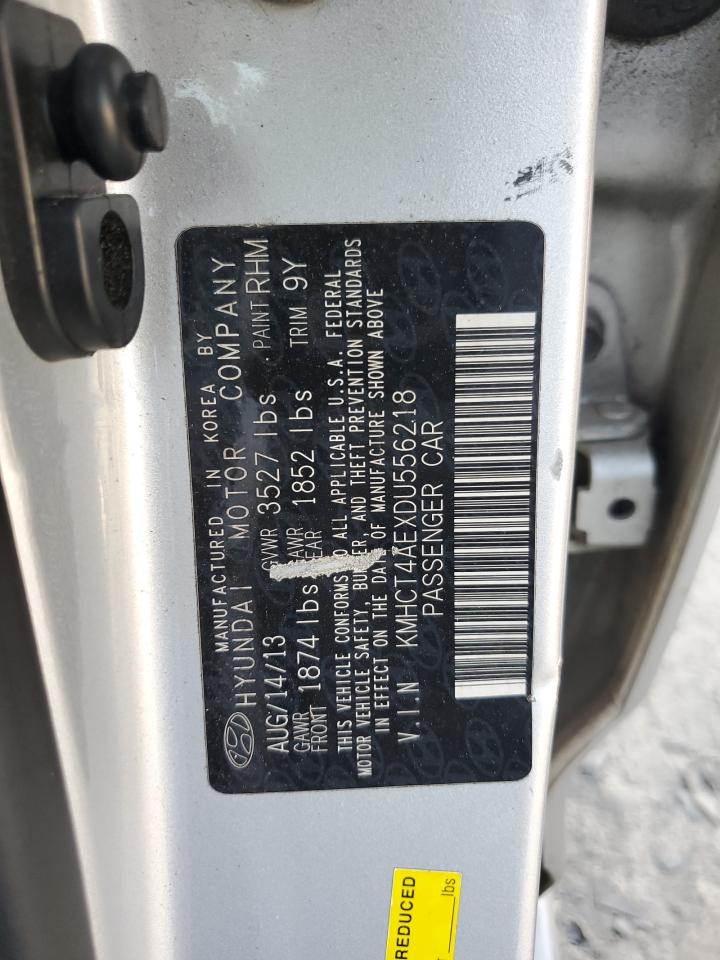 MANUFACTURED IN KOREA BY
HYUNDAI MOTOR COMPANY
AUG/14/13 GVWR 3527 lbs PAINT RHM
GAWR FRONT 1874 lbs GAWR REAR 1852 lbs TRIM 9Y
THIS VEHICLE CONFORMS TO ALL APPLICABLE U.S.A. FEDERAL
MOTOR VEHICLE SAFETY, BUMPER, AND THEFT PREVENTION STANDARDS
IN EFFECT ON THE DATE OF MANUFACTURE SHOWN ABOVE
V.I.N KMHCT4AEXDU556218
PASSENGER CAR
REDUCED
lbs